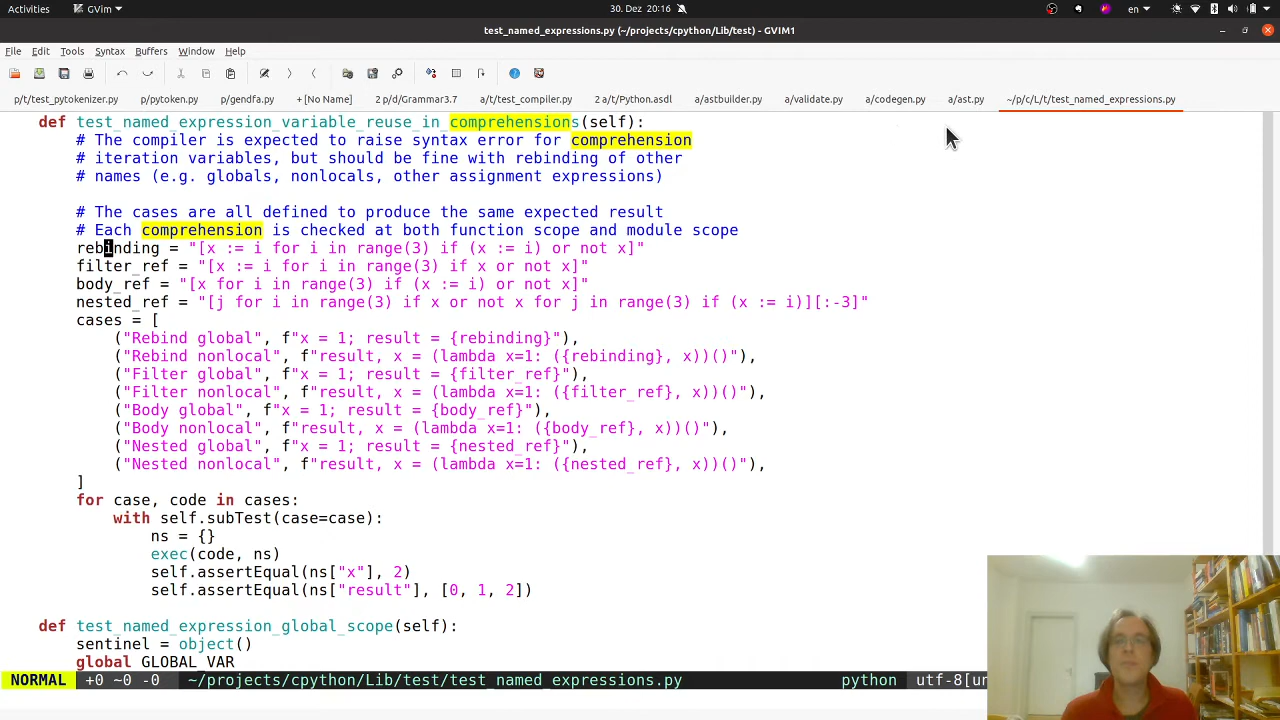 Activities GVim 30. Dez 20:16 en
test_named_expressions.py (~/projects/cpython/Lib/test) - GVIM1
File Edit Tools Syntax Buffers Window Help
p/t/test_pytokenizer.py p/pytoken.py p/gendfa.py + [No Name] 2 p/d/Grammar3.7 a/t/test_compiler.py 2 a/t/Python.asdl a/astbuilder.py a/validate.py a/codegen.py a/ast.py ~/p/c/L/t/test_named_expressions.py
def test_named_expression_variable_reuse_in_comprehensions(self):
# The compiler is expected to raise syntax error for comprehension
# iteration variables, but should be fine with rebinding of other
# names (e.g. globals, nonlocals, other assignment expressions)
# The cases are all defined to produce the same expected result
# Each comprehension is checked at both function scope and module scope
rebinding = "[x := i for i in range(3) if (x := i) or not x]"
filter_ref = "[x := i for i in range(3) if x or not x]"
body_ref = "[x for i in range(3) if (x := i) or not x]"
nested_ref = "[j for i in range(3) if x or not x for j in range(3) if (x := i)][:-3]"
cases = [
("Rebind global", f"x = 1; result = {rebinding}"),
("Rebind nonlocal", f"result, x = (lambda x=1: ({rebinding}, x))()"),
("Filter global", f"x = 1; result = {filter_ref}"),
("Filter nonlocal", f"result, x = (lambda x=1: ({filter_ref}, x))()"),
("Body global", f"x = 1; result = {body_ref}"),
("Body nonlocal", f"result, x = (lambda x=1: ({body_ref}, x))()"),
("Nested global", f"x = 1; result = {nested_ref}"),
("Nested nonlocal", f"result, x = (lambda x=1: ({nested_ref}, x))()"),
]
for case, code in cases:
with self.subTest(case=case):
ns = {}
exec(code, ns)
self.assertEqual(ns["x"], 2)
self.assertEqual(ns["result"], [0, 1, 2])
def test_named_expression_global_scope(self):
sentinel = object()
global GLOBAL_VAR
NORMAL +0 ~0 -0 ~/projects/cpython/Lib/test/test_named_expressions.py python utf-8[un